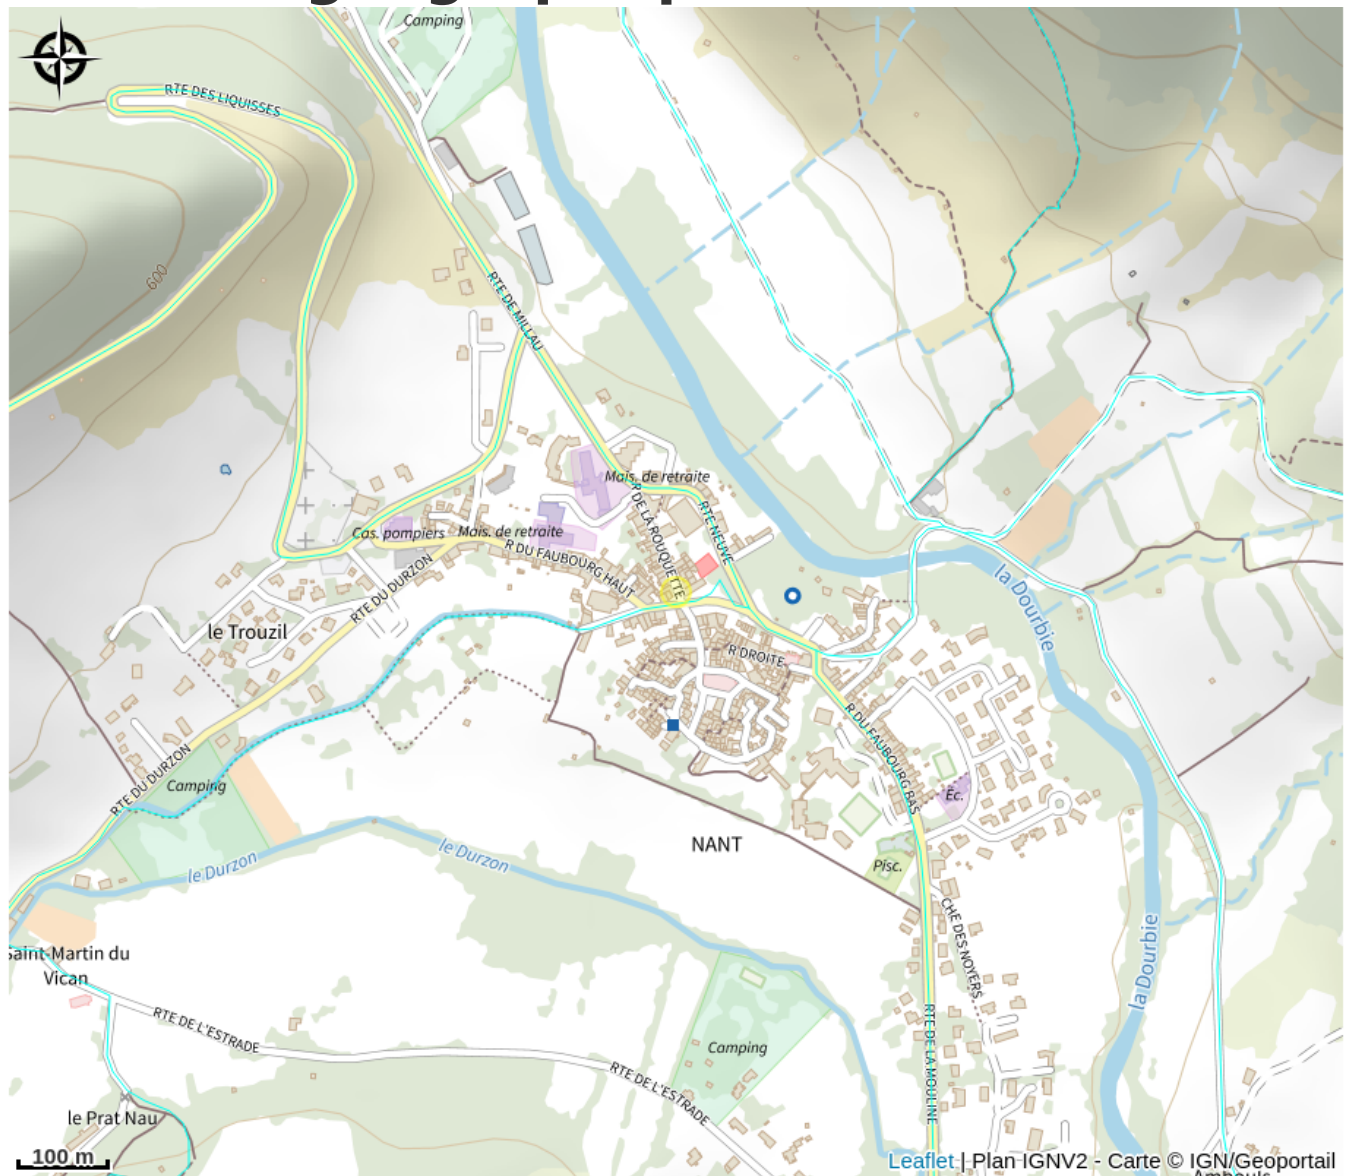 Camping
RTE DES LIQUISSES
600
RTE DE MILLAU
Mais. de retraite
Cas. pompiers
Mais. de retraite
R DE LA ROUQUETTE
RTE NEUVE
R DU FAUBOURG HAUT
RTE DU DURZON
la Dourbie
le Trouzil
R DROITE
R DU FAUBOURG BAS
RTE DU DURZON
Camping
Éc.
NANT
le Durzon
le Durzon
Pisc.
CHE DES NOYERS
la Dourbie
Saint-Martin du
Vican
RTE DE L'ESTRADE
RTE DE LA MOULINE
Camping
RTE DE L'ESTRADE
le Prat Nau
100 m
Leaflet | Plan IGNV2 - Carte © IGN/Geoportail